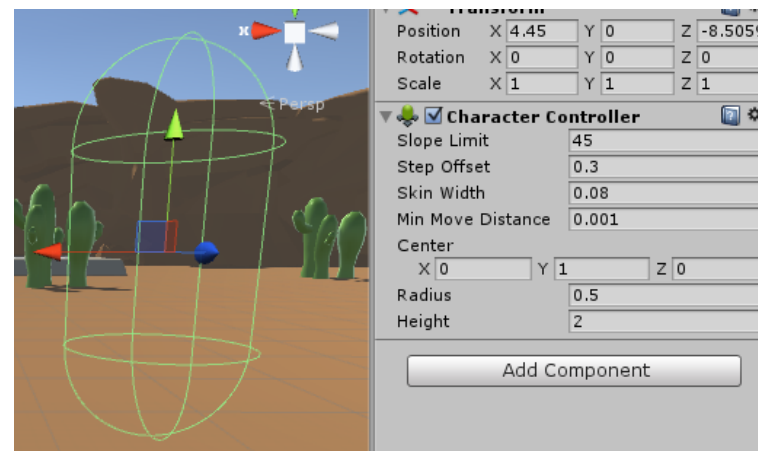 x
Persp
Transform
Position X 4.45 Y 0 Z -8.5059
Rotation X 0 Y 0 Z 0
Scale X 1 Y 1 Z 1
Character Controller
Slope Limit 45
Step Offset 0.3
Skin Width 0.08
Min Move Distance 0.001
Center
X 0 Y 1 Z 0
Radius 0.5
Height 2
Add Component